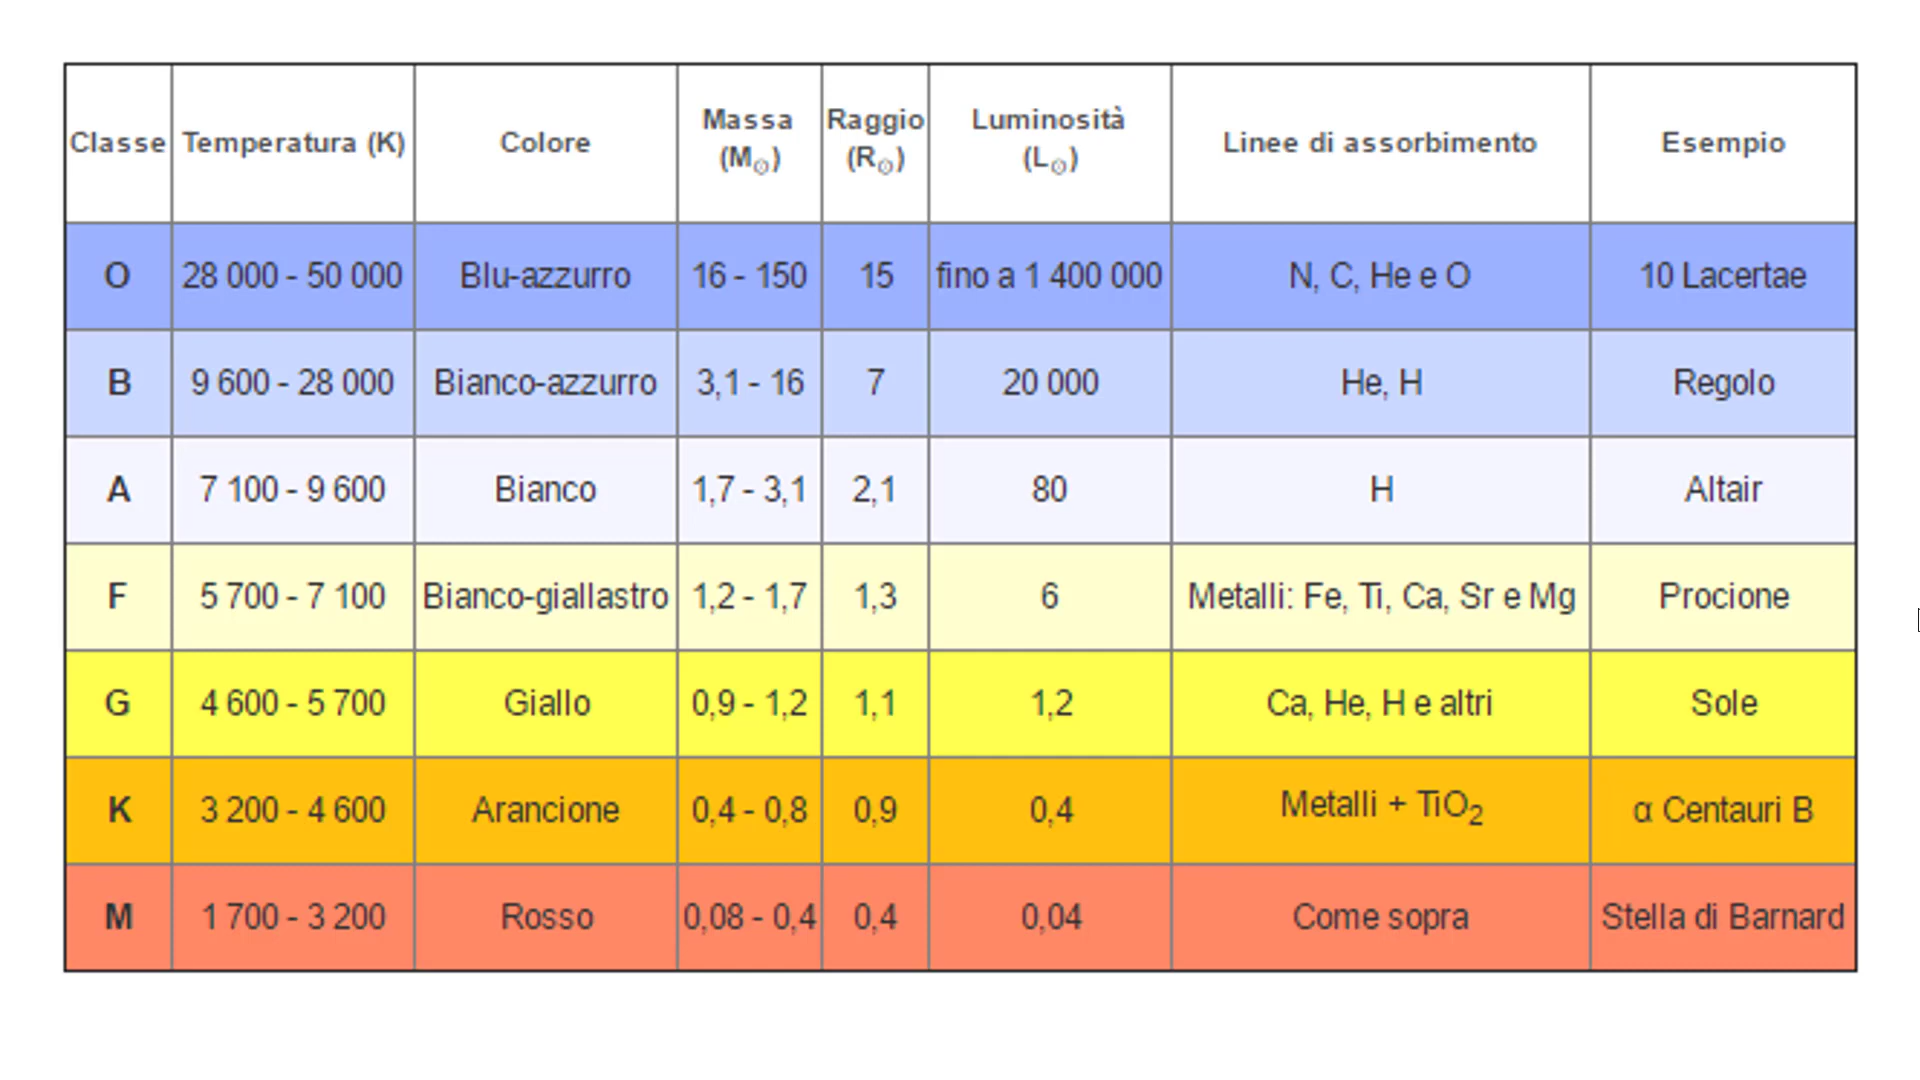 Classe Temperatura (K) Colore Massa (M☉) Raggio (R☉) Luminosità (L☉) Linee di assorbimento Esempio
O 28 000 - 50 000 Blu-azzurro 16 - 150 15 fino a 1 400 000 N, C, He e O 10 Lacertae
B 9 600 - 28 000 Bianco-azzurro 3,1 - 16 7 20 000 He, H Regolo
A 7 100 - 9 600 Bianco 1,7 - 3,1 2,1 80 H Altair
F 5 700 - 7 100 Bianco-giallastro 1,2 - 1,7 1,3 6 Metalli: Fe, Ti, Ca, Sr e Mg Procione
G 4 600 - 5 700 Giallo 0,9 - 1,2 1,1 1,2 Ca, He, H e altri Sole
K 3 200 - 4 600 Arancione 0,4 - 0,8 0,9 0,4 Metalli + TiO₂ α Centauri B
M 1 700 - 3 200 Rosso 0,08 - 0,4 0,4 0,04 Come sopra Stella di Barnard